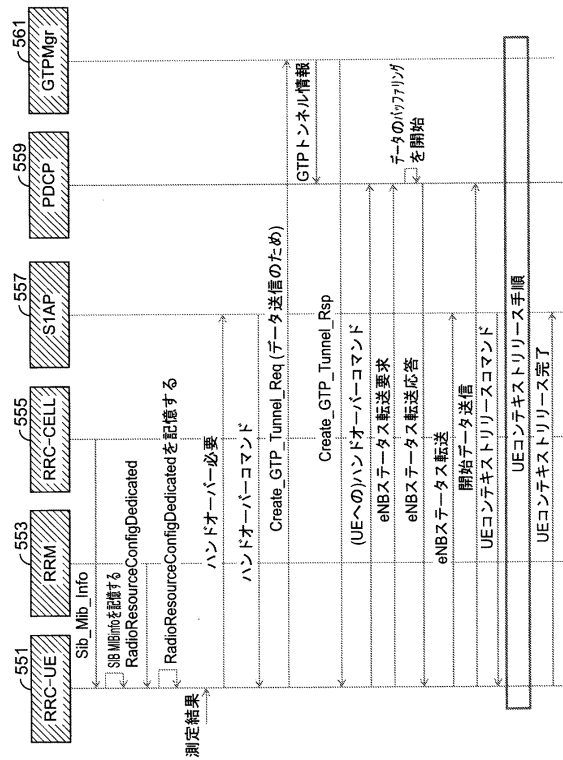 551
RRC-UE
553
RRM
555
RRC-CELL
557
S1AP
559
PDCP
561
GTPMgr
Sib_Mib_Info
SIB MIBinfoを記憶する
RadioResourceConfigDedicated
RadioResourceConfigDedicatedを記憶する
測定結果
ハンドオーバー必要
ハンドオーバーコマンド
Create_GTP_Tunnel_Req (データ送信のため)
GTPトンネル情報
Create_GTP_Tunnel_Rsp
(UEへの)ハンドオーバーコマンド
eNBステータス転送要求
データのバッファリング
を開始
eNBステータス転送応答
eNBステータス転送
開始データ送信
UEコンテキストリリースコマンド
UEコンテキストリリース手順
UEコンテキストリリース完了